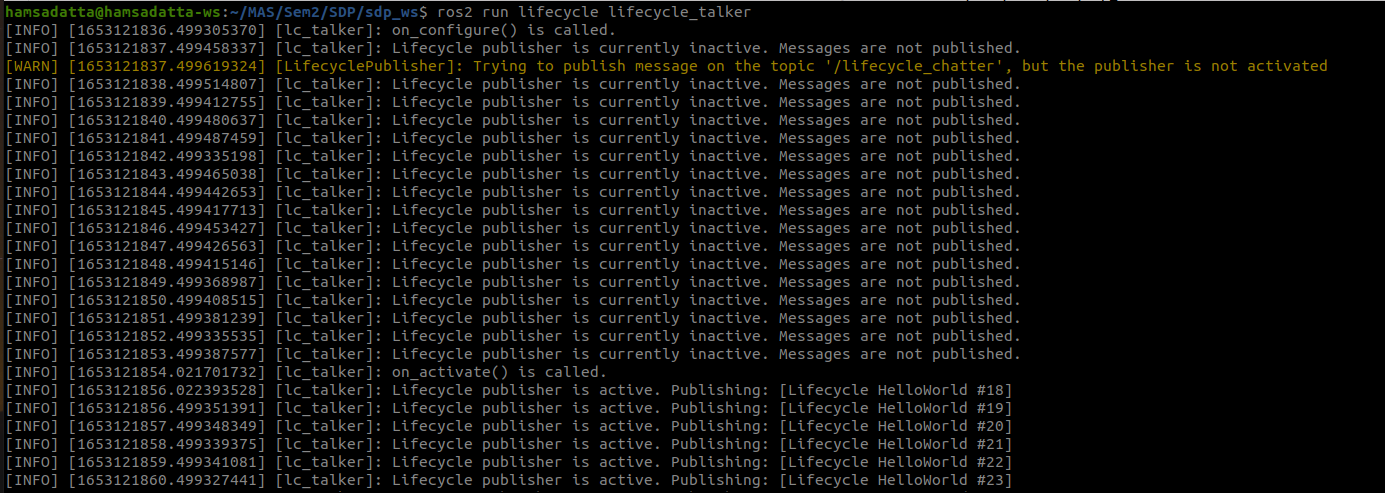 hamsadatta@hamsadatta-ws:~/MAS/Sem2/SDP/sdp_ws$ ros2 run lifecycle lifecycle_talker
[INFO] [1653121836.499305370] [lc_talker]: on_configure() is called.
[INFO] [1653121837.499458337] [lc_talker]: Lifecycle publisher is currently inactive. Messages are not published.
[WARN] [1653121837.499619324] [LifecyclePublisher]: Trying to publish message on the topic '/lifecycle_chatter', but the publisher is not activated
[INFO] [1653121838.499514807] [lc_talker]: Lifecycle publisher is currently inactive. Messages are not published.
[INFO] [1653121839.499412755] [lc_talker]: Lifecycle publisher is currently inactive. Messages are not published.
[INFO] [1653121840.499480637] [lc_talker]: Lifecycle publisher is currently inactive. Messages are not published.
[INFO] [1653121841.499487459] [lc_talker]: Lifecycle publisher is currently inactive. Messages are not published.
[INFO] [1653121842.499335198] [lc_talker]: Lifecycle publisher is currently inactive. Messages are not published.
[INFO] [1653121843.499465038] [lc_talker]: Lifecycle publisher is currently inactive. Messages are not published.
[INFO] [1653121844.499442653] [lc_talker]: Lifecycle publisher is currently inactive. Messages are not published.
[INFO] [1653121845.499417713] [lc_talker]: Lifecycle publisher is currently inactive. Messages are not published.
[INFO] [1653121846.499453427] [lc_talker]: Lifecycle publisher is currently inactive. Messages are not published.
[INFO] [1653121847.499426563] [lc_talker]: Lifecycle publisher is currently inactive. Messages are not published.
[INFO] [1653121848.499415146] [lc_talker]: Lifecycle publisher is currently inactive. Messages are not published.
[INFO] [1653121849.499368987] [lc_talker]: Lifecycle publisher is currently inactive. Messages are not published.
[INFO] [1653121850.499408515] [lc_talker]: Lifecycle publisher is currently inactive. Messages are not published.
[INFO] [1653121851.499381239] [lc_talker]: Lifecycle publisher is currently inactive. Messages are not published.
[INFO] [1653121852.499335535] [lc_talker]: Lifecycle publisher is currently inactive. Messages are not published.
[INFO] [1653121853.499387577] [lc_talker]: Lifecycle publisher is currently inactive. Messages are not published.
[INFO] [1653121854.021701732] [lc_talker]: on_activate() is called.
[INFO] [1653121856.022393528] [lc_talker]: Lifecycle publisher is active. Publishing: [Lifecycle HelloWorld #18]
[INFO] [1653121856.499351391] [lc_talker]: Lifecycle publisher is active. Publishing: [Lifecycle HelloWorld #19]
[INFO] [1653121857.499348349] [lc_talker]: Lifecycle publisher is active. Publishing: [Lifecycle HelloWorld #20]
[INFO] [1653121858.499339375] [lc_talker]: Lifecycle publisher is active. Publishing: [Lifecycle HelloWorld #21]
[INFO] [1653121859.499341081] [lc_talker]: Lifecycle publisher is active. Publishing: [Lifecycle HelloWorld #22]
[INFO] [1653121860.499327441] [lc_talker]: Lifecycle publisher is active. Publishing: [Lifecycle HelloWorld #23]